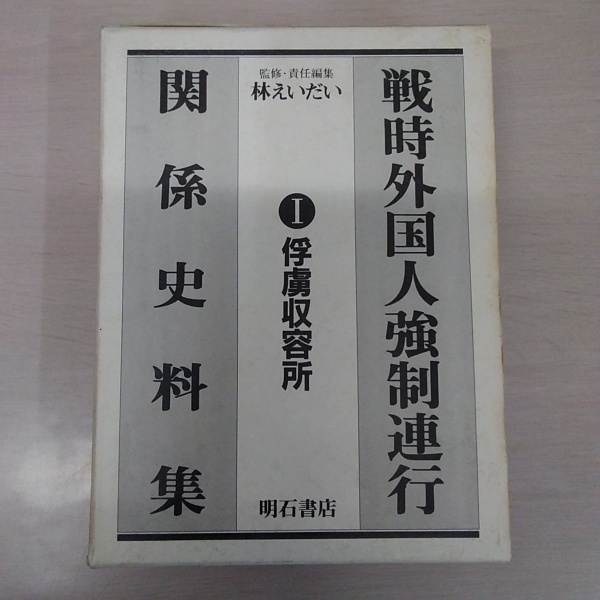 戦時外国人強制連行
関係史料集
監修・責任編集
林えいだい
Ⅰ俘虜収容所
明石書店